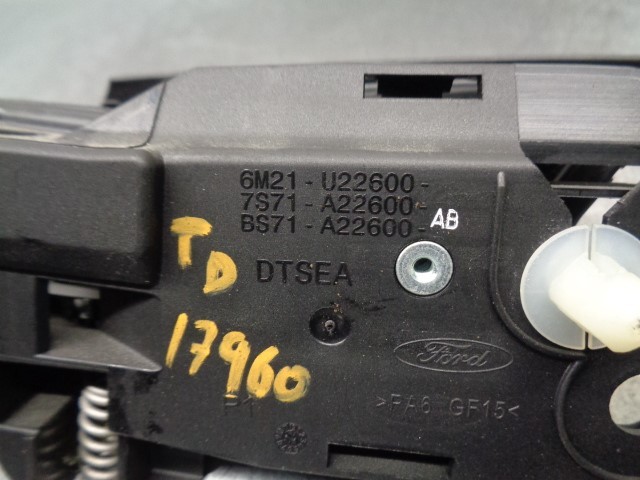 6M21 - U22600 -
7S71 - A22600 -
BS71 - A22600 - AB
DTSEA
TD
17960
Ford
>PA6 GF15<